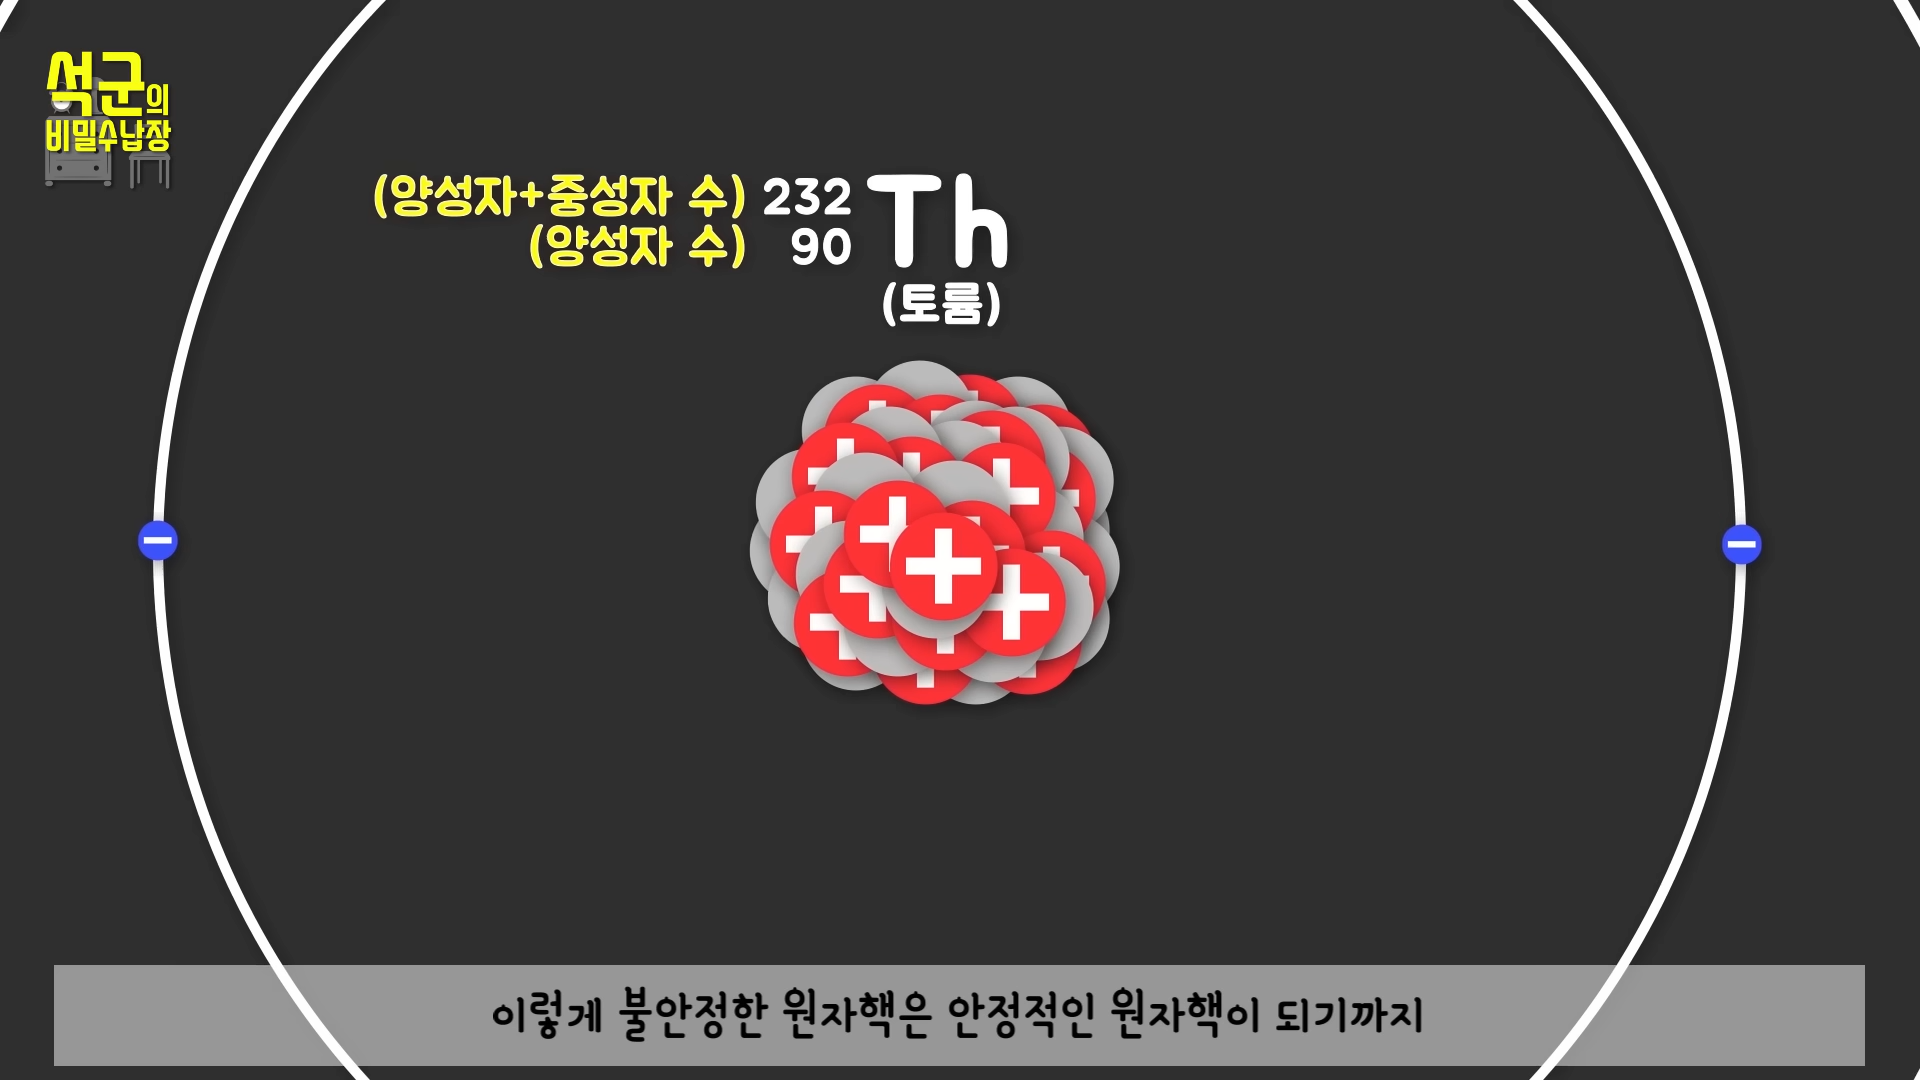 석군의
비밀수납장
(양성자+중성자 수) 232 Th
(양성자 수) 90
(토륨)
이렇게 불안정한 원자핵은 안정적인 원자핵이 되기까지